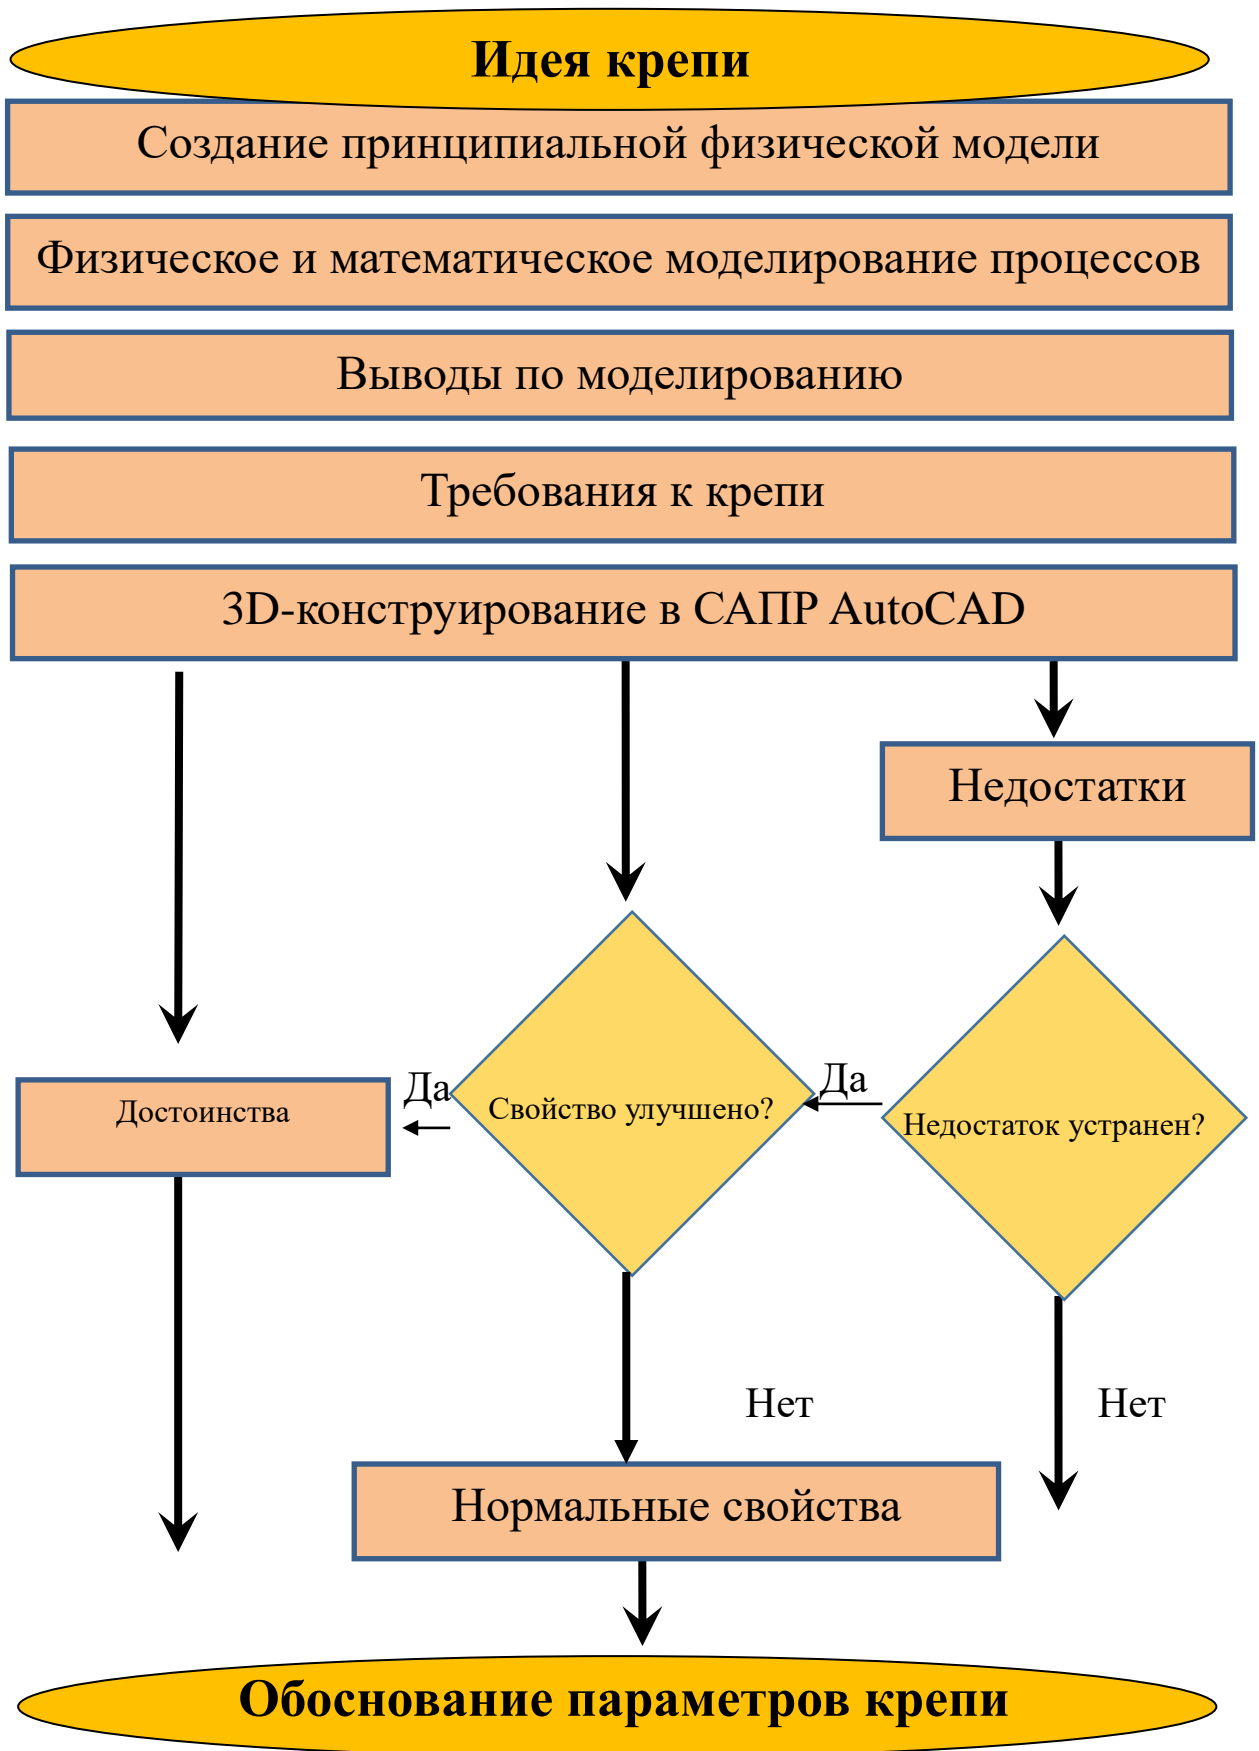 Идея крепи
Создание принципиальной физической модели
Физическое и математическое моделирование процессов
Выводы по моделированию
Требования к крепи
3D-конструирование в САПР AutoCAD
Недостатки
Достоинства
Да
Свойство улучшено?
Да
Недостаток устранен?
Нет
Нет
Нормальные свойства
Обоснование параметров крепи